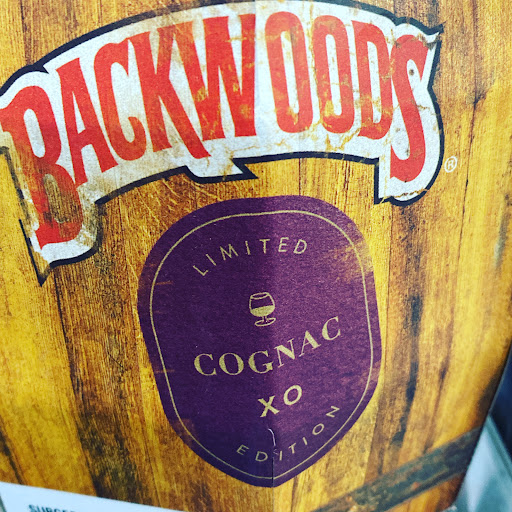 BACKWOODS®
LIMITED
COGNAC
XO
EDITION